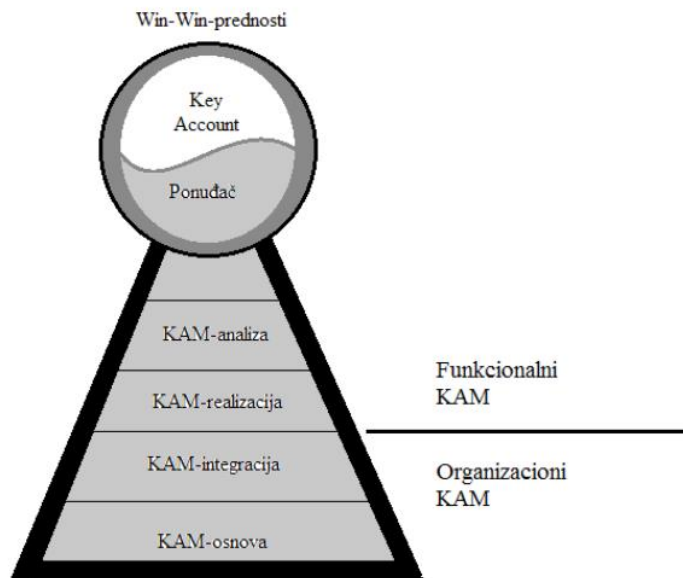 Win-Win-prednosti
Key
Account
Ponuđač
KAM-analiza
KAM-realizacija
KAM-integracija
KAM-osnova
Funkcionalni
KAM
Organizacioni
KAM